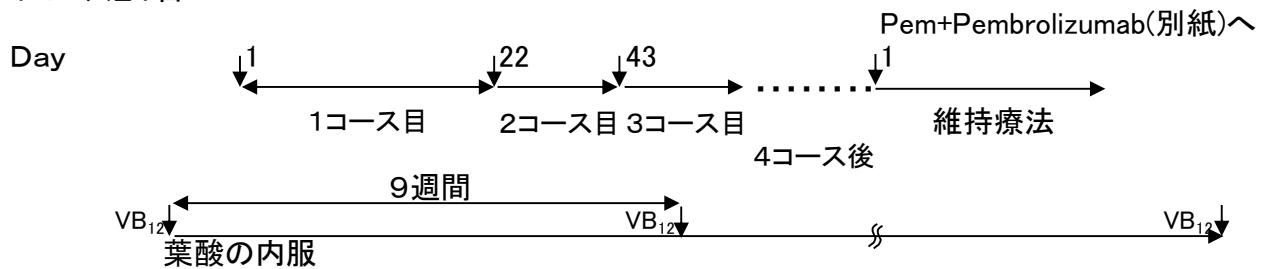 Pem+Pembrolizumab(別紙)へ
Day 1 22 43 1
1コース目 2コース目 3コース目 維持療法
4コース後
9週間
VB12 VB12 VB12
葉酸の内服